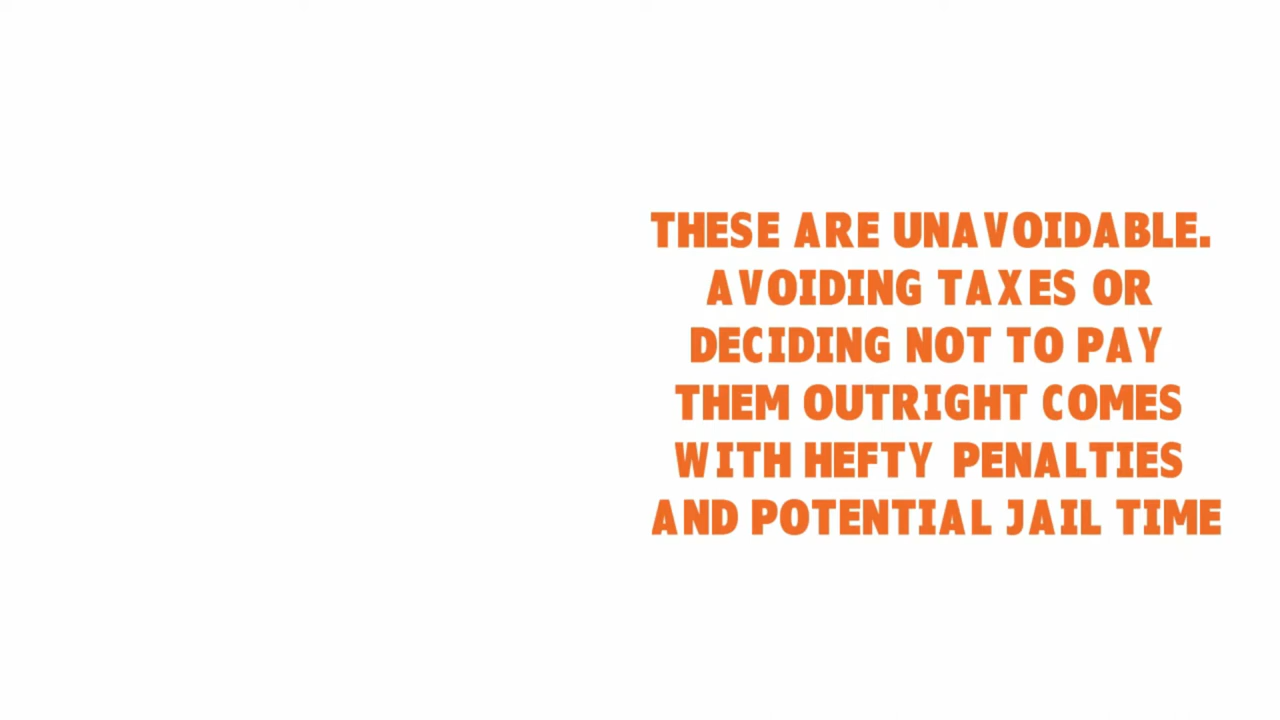 THESE ARE UNAVOIDABLE.
AVOIDING TAXES OR
DECIDING NOT TO PAY
THEM OUTRIGHT COMES
WITH HEFTY PENALTIES
AND POTENTIAL JAIL TIME